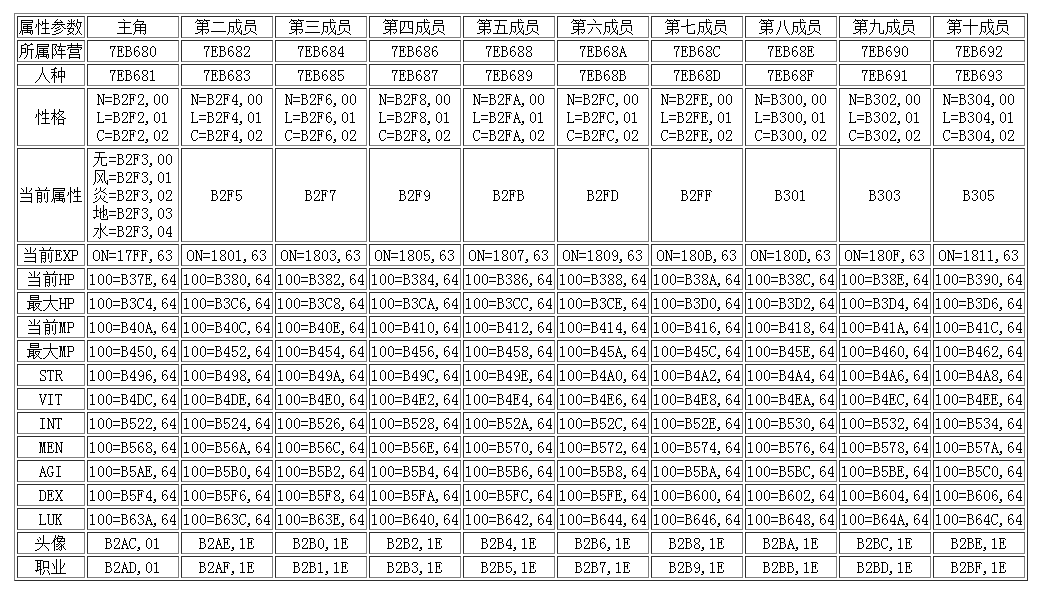 属性参数 主角 第二成员 第三成员 第四成员 第五成员 第六成员 第七成员 第八成员 第九成员 第十成员
所属阵营 7EB680 7EB682 7EB684 7EB686 7EB688 7EB68A 7EB68C 7EB68E 7EB690 7EB692
人种 7EB681 7EB683 7EB685 7EB687 7EB689 7EB68B 7EB68D 7EB68F 7EB691 7EB693
N=B2F2,00 N=B2F4,00 N=B2F6,00 N=B2F8,00 N=B2FA,00 N=B2FC,00 N=B2FE,00 N=B300,00 N=B302,00 N=B304,00
性格 L=B2F2,01 L=B2F4,01 L=B2F6,01 L=B2F8,01 L=B2FA,01 L=B2FC,01 L=B2FE,01 L=B300,01 L=B302,01 L=B304,01
C=B2F2,02 C=B2F4,02 C=B2F6,02 C=B2F8,02 C=B2FA,02 C=B2FC,02 C=B2FE,02 C=B300,02 C=B302,02 C=B304,02
无=B2F3,00
风=B2F3,01
当前属性 炎=B2F3,02 B2F5 B2F7 B2F9 B2FB B2FD B2FF B301 B303 B305
地=B2F3,03
水=B2F3,04
当前EXP ON=17FF,63 ON=1801,63 ON=1803,63 ON=1805,63 ON=1807,63 ON=1809,63 ON=180B,63 ON=180D,63 ON=180F,63 ON=1811,63
当前HP 100=B37E,64 100=B380,64 100=B382,64 100=B384,64 100=B386,64 100=B388,64 100=B38A,64 100=B38C,64 100=B38E,64 100=B390,64
最大HP 100=B3C4,64 100=B3C6,64 100=B3C8,64 100=B3CA,64 100=B3CC,64 100=B3CE,64 100=B3D0,64 100=B3D2,64 100=B3D4,64 100=B3D6,64
当前MP 100=B40A,64 100=B40C,64 100=B40E,64 100=B410,64 100=B412,64 100=B414,64 100=B416,64 100=B418,64 100=B41A,64 100=B41C,64
最大MP 100=B450,64 100=B452,64 100=B454,64 100=B456,64 100=B458,64 100=B45A,64 100=B45C,64 100=B45E,64 100=B460,64 100=B462,64
STR 100=B496,64 100=B498,64 100=B49A,64 100=B49C,64 100=B49E,64 100=B4A0,64 100=B4A2,64 100=B4A4,64 100=B4A6,64 100=B4A8,64
VIT 100=B4DC,64 100=B4DE,64 100=B4E0,64 100=B4E2,64 100=B4E4,64 100=B4E6,64 100=B4E8,64 100=B4EA,64 100=B4EC,64 100=B4EE,64
INT 100=B522,64 100=B524,64 100=B526,64 100=B528,64 100=B52A,64 100=B52C,64 100=B52E,64 100=B530,64 100=B532,64 100=B534,64
MEN 100=B568,64 100=B56A,64 100=B56C,64 100=B56E,64 100=B570,64 100=B572,64 100=B574,64 100=B576,64 100=B578,64 100=B57A,64
AGI 100=B5AE,64 100=B5B0,64 100=B5B2,64 100=B5B4,64 100=B5B6,64 100=B5B8,64 100=B5BA,64 100=B5BC,64 100=B5BE,64 100=B5C0,64
DEX 100=B5F4,64 100=B5F6,64 100=B5F8,64 100=B5FA,64 100=B5FC,64 100=B5FE,64 100=B600,64 100=B602,64 100=B604,64 100=B606,64
LUK 100=B63A,64 100=B63C,64 100=B63E,64 100=B640,64 100=B642,64 100=B644,64 100=B646,64 100=B648,64 100=B64A,64 100=B64C,64
头像 B2AC,01 B2AE,1E B2B0,1E B2B2,1E B2B4,1E B2B6,1E B2B8,1E B2BA,1E B2BC,1E B2BE,1E
职业 B2AD,01 B2AF,1E B2B1,1E B2B3,1E B2B5,1E B2B7,1E B2B9,1E B2BB,1E B2BD,1E B2BF,1E